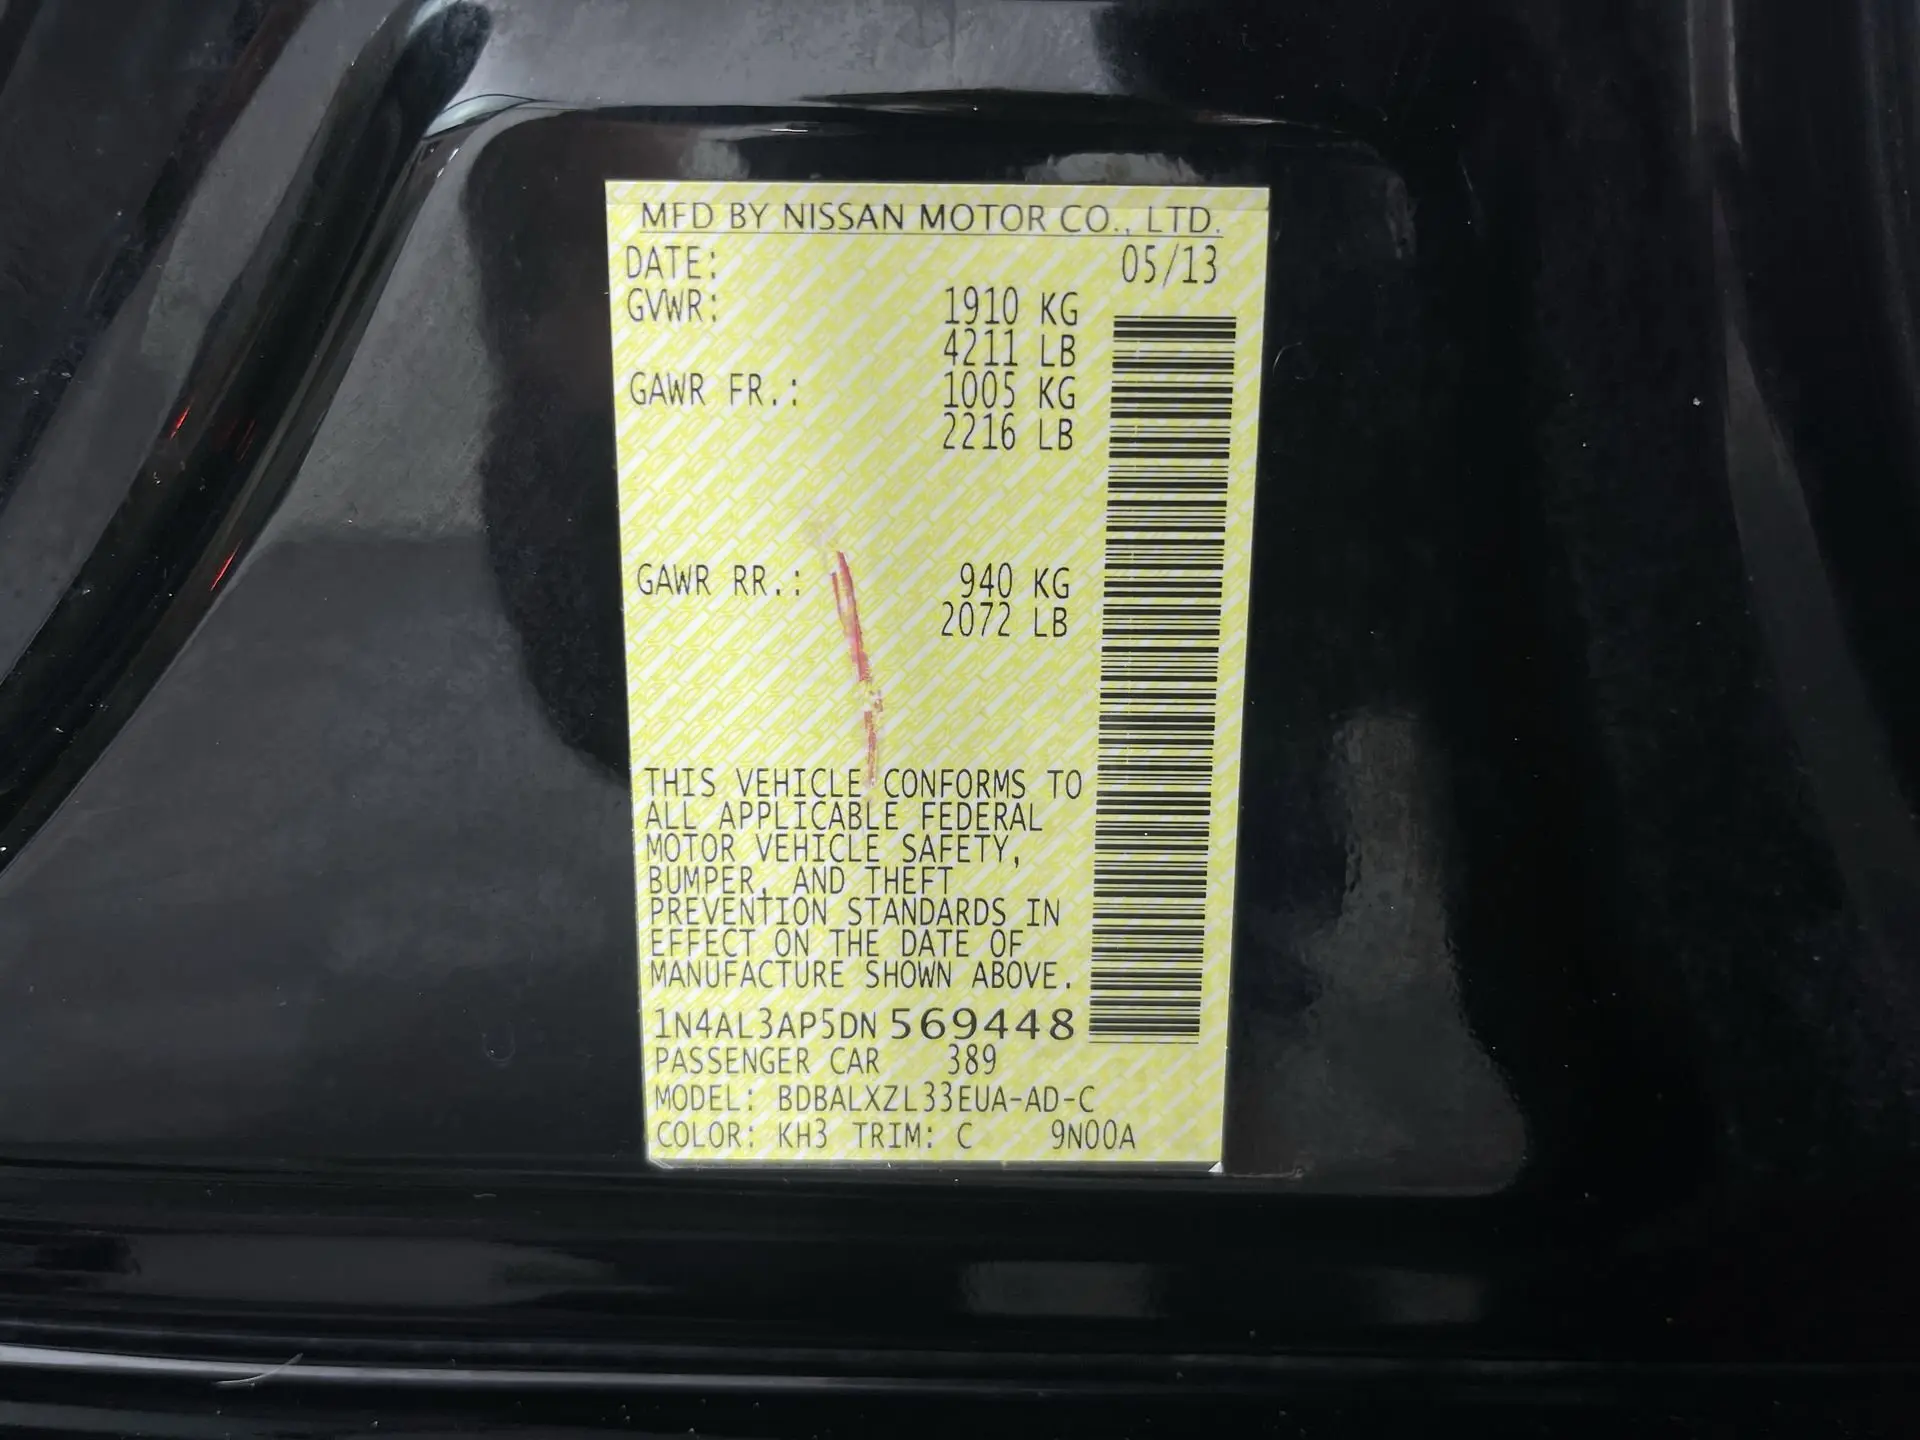 MFD BY NISSAN MOTOR CO., LTD.
DATE: 05/13
GVWR: 1910 KG
4211 LB
GAWR FR.: 1005 KG
2216 LB
GAWR RR.: 940 KG
2072 LB
THIS VEHICLE CONFORMS TO
ALL APPLICABLE FEDERAL
MOTOR VEHICLE SAFETY,
BUMPER, AND THEFT
PREVENTION STANDARDS IN
EFFECT ON THE DATE OF
MANUFACTURE SHOWN ABOVE.
1N4AL3AP5DN569448
PASSENGER CAR 389
MODEL: BDBALXZL33EUA-AD-C
COLOR: KH3 TRIM: C 9N00A